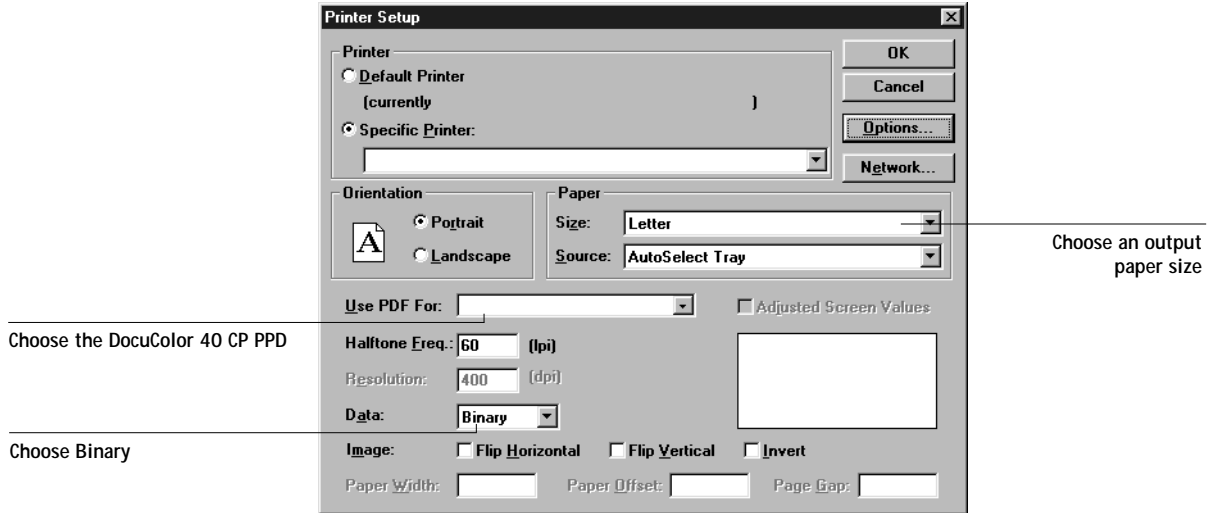 Printer Setup
Printer
OK
Default Printer
Cancel
(currently )
Specific Printer:
Options...
Network...
Orientation
Paper
Portrait
Size: Letter
Landscape
Source: AutoSelect Tray
Choose an output
paper size
Use PDF For:
Adjusted Screen Values
Choose the DocuColor 40 CP PPD
Halftone Freq.: 60 (lpi)
Resolution: 400 (dpi)
Data: Binary
Choose Binary
Image: Flip Horizontal Flip Vertical Invert
Paper Width: Paper Offset: Page Gap:
A